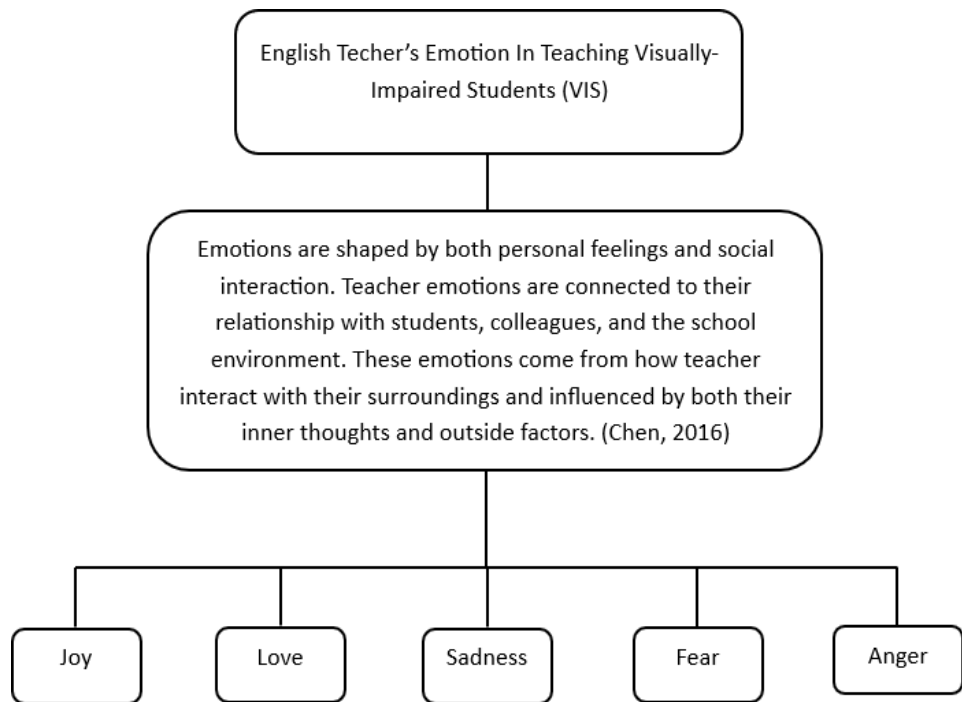 English Techer’s Emotion In Teaching Visually-
Impaired Students (VIS)
Emotions are shaped by both personal feelings and social
interaction. Teacher emotions are connected to their
relationship with students, colleagues, and the school
environment. These emotions come from how teacher
interact with their surroundings and influenced by both their
inner thoughts and outside factors. (Chen, 2016)
Joy
Love
Sadness
Fear
Anger